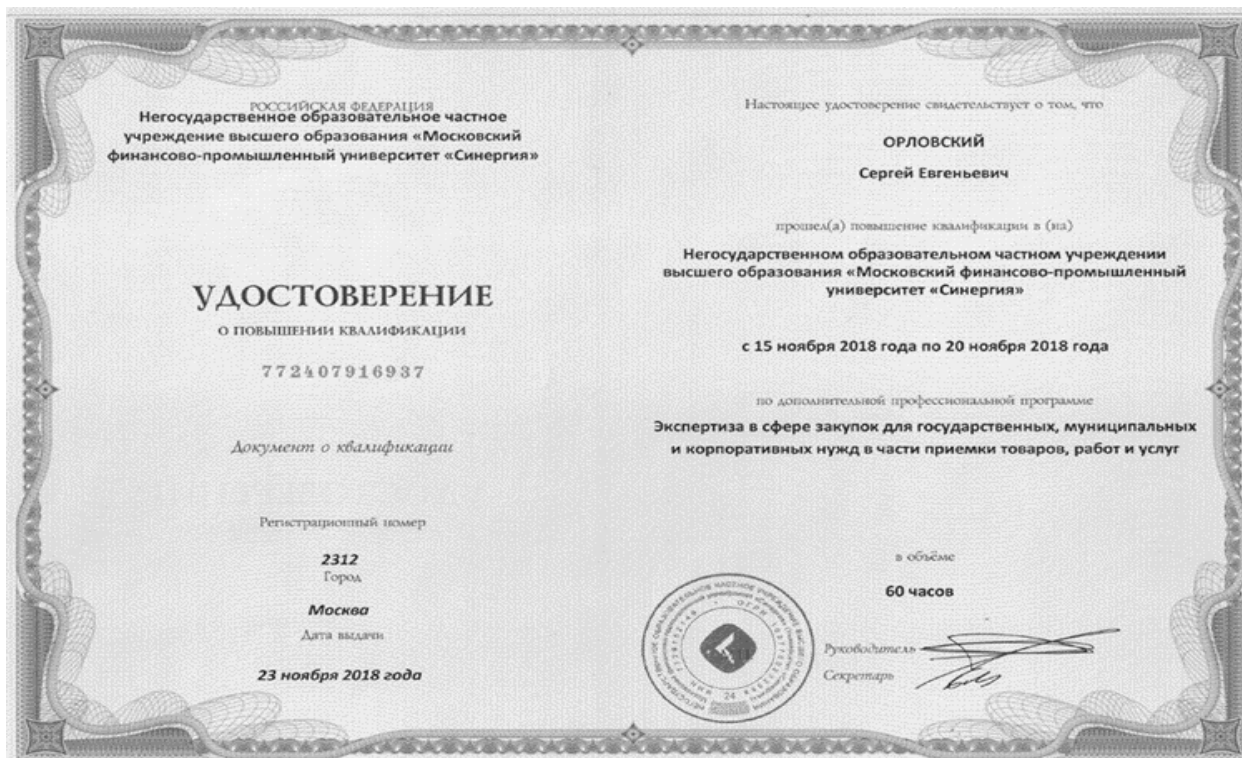 РОССИЙСКАЯ ФЕДЕРАЦИЯ
Негосударственное образовательное частное
учреждение высшего образования «Московский
финансово-промышленный университет «Синергия»
УДОСТОВЕРЕНИЕ
О ПОВЫШЕНИИ КВАЛИФИКАЦИИ
772407916937
Документ о квалификации
Регистрационный номер
2312
Город
Москва
Дата выдачи
23 ноября 2018 года
Настоящее удостоверение свидетельствует о том, что
ОРЛОВСКИЙ
Сергей Евгеньевич
прошел(а) повышение квалификации в (на)
Негосударственном образовательном частном учреждении
высшего образования «Московский финансово-промышленный
университет «Синергия»
с 15 ноября 2018 года по 20 ноября 2018 года
по дополнительной профессиональной программе
Экспертиза в сфере закупок для государственных, муниципальных
и корпоративных нужд в части приемки товаров, работ и услуг
в объёме
60 часов
Руководитель
Секретарь